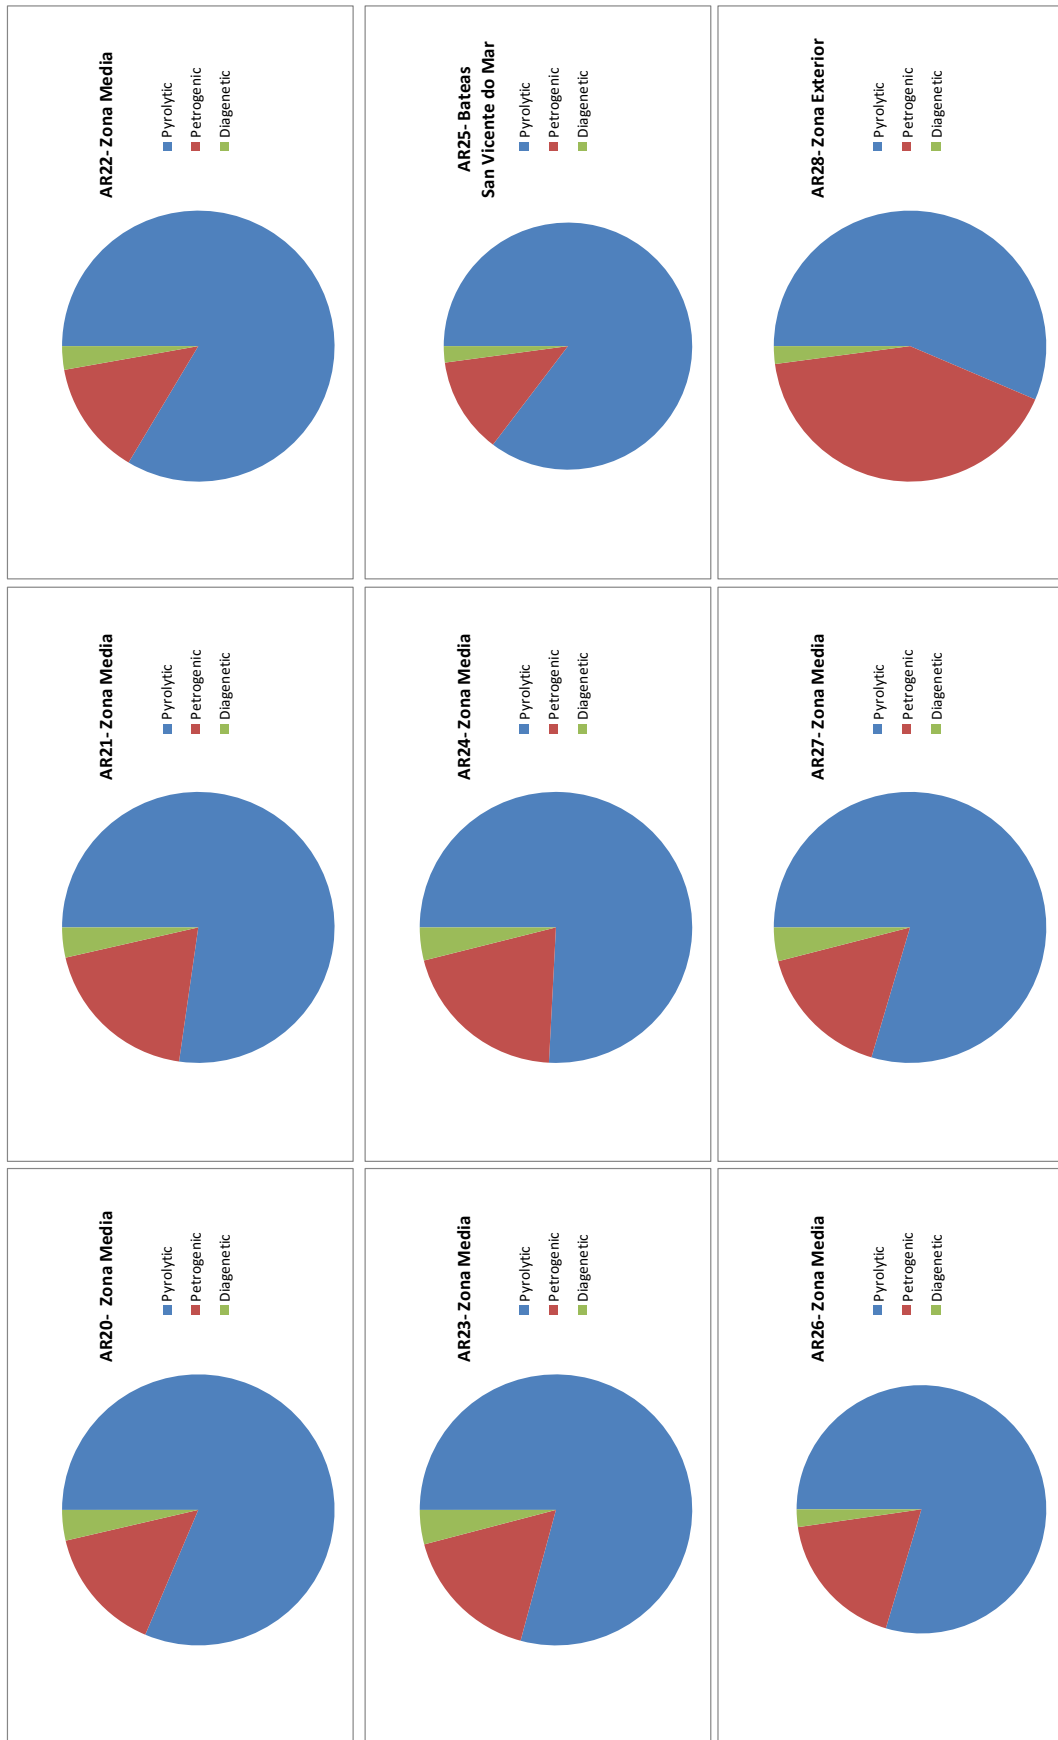 AR20-  Zona Media
Pyrolytic
Petrogenic
Diagenetic
AR21- Zona Media
Pyrolytic
Petrogenic
Diagenetic
AR22- Zona Media
Pyrolytic
Petrogenic
Diagenetic
AR23- Zona Media
Pyrolytic
Petrogenic
Diagenetic
AR24- Zona Media
Pyrolytic
Petrogenic
Diagenetic
AR25- Bateas
San Vicente do Mar
Pyrolytic
Petrogenic
Diagenetic
AR26- Zona Media
Pyrolytic
Petrogenic
Diagenetic
AR27- Zona Media
Pyrolytic
Petrogenic
Diagenetic
AR28- Zona Exterior
Pyrolytic
Petrogenic
Diagenetic